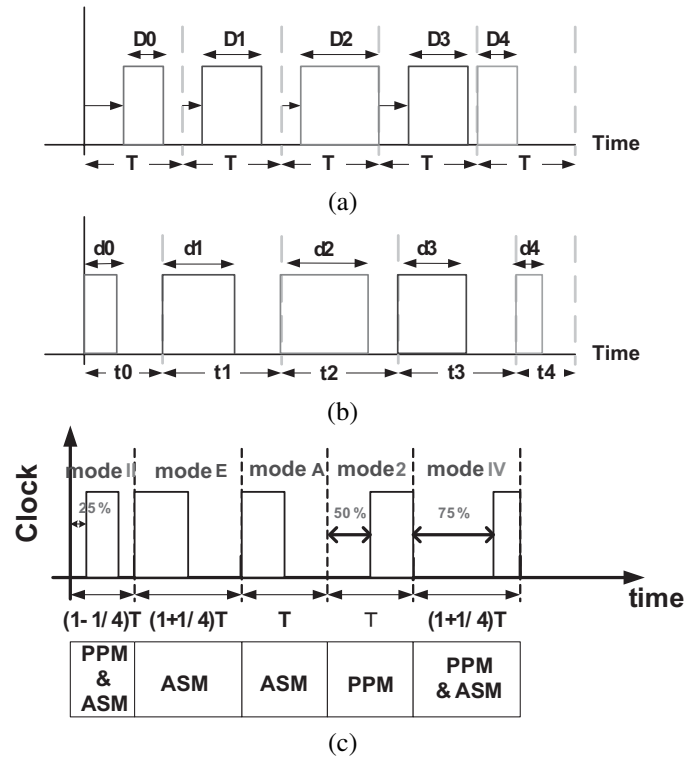 D0 D1 D2 D3 D4
Time
T T T T T
(a)
d0 d1 d2 d3 d4
Time
t0 t1 t2 t3 t4
(b)
Clock
mode II mode E mode A mode 2 mode IV
25% 50% 75%
time
(1-1/4)T (1+1/4)T T T (1+1/4)T
PPM & ASM ASM ASM PPM PPM & ASM
(c)